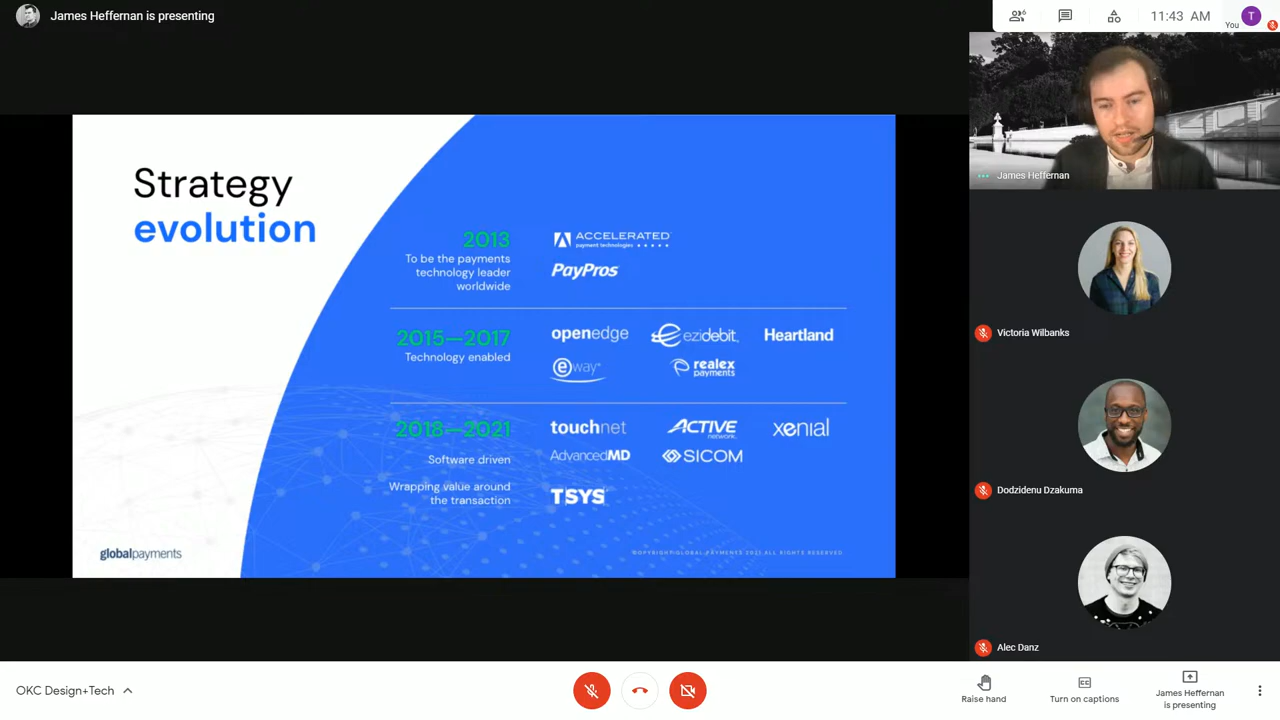 James Heffernan is presenting
6
11:43 AM
You
T
James Heffernan
Victoria Wilbanks
Dodzidenu Dzakuma
Alec Danz
Strategy
evolution
2013
To be the payments
technology leader
worldwide
ACCELERATED
payment technologies
PayPros
2015—2017
Technology enabled
openedge
ezidebit
Heartland
eway
realex
payments
2018—2021
Software driven
Wrapping value around
the transaction
touchnet
ACTIVE
network
xenial
AdvancedMD
SICOM
TSYS
globalpayments
©COPYRIGHT GLOBAL PAYMENTS 2021 ALL RIGHTS RESERVED
OKC Design+Tech
Raise hand
CC
Turn on captions
James Heffernan
is presenting